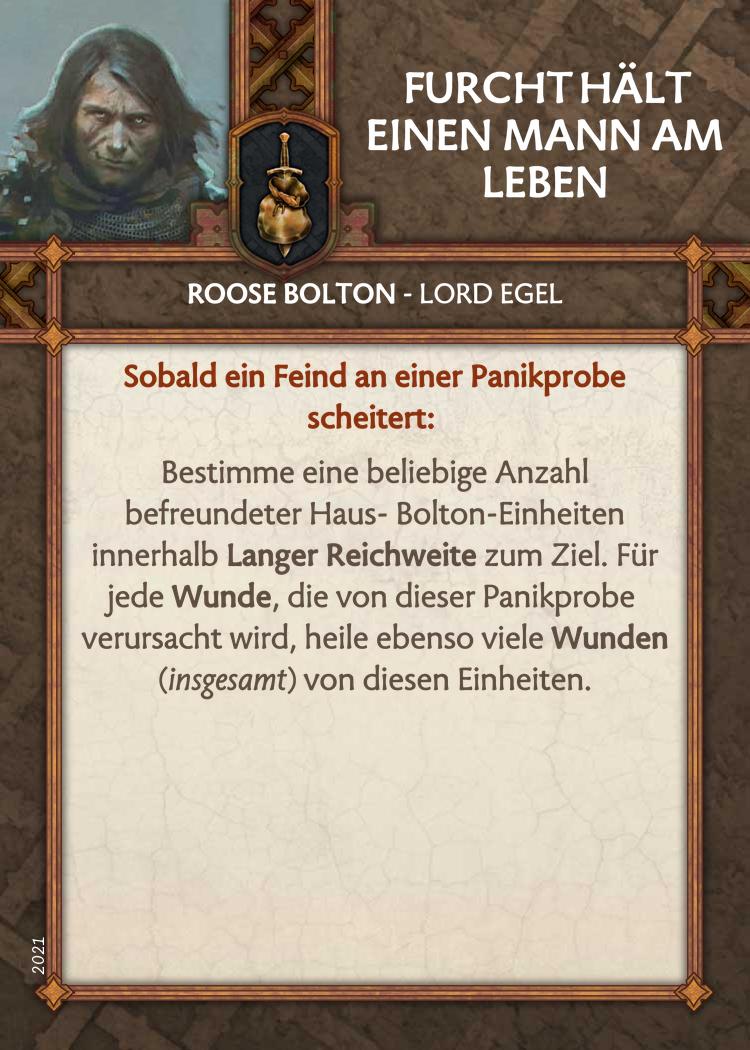 FURCHT HÄLT
EINEN MANN AM
LEBEN
ROOSE BOLTON - LORD EGEL
Sobald ein Feind an einer Panikprobe
scheitert:
Bestimme eine beliebige Anzahl
befreundeter Haus- Bolton-Einheiten
innerhalb Langer Reichweite zum Ziel. Für
jede Wunde, die von dieser Panikprobe
verursacht wird, heile ebenso viele Wunden
(insgesamt) von diesen Einheiten.
2021